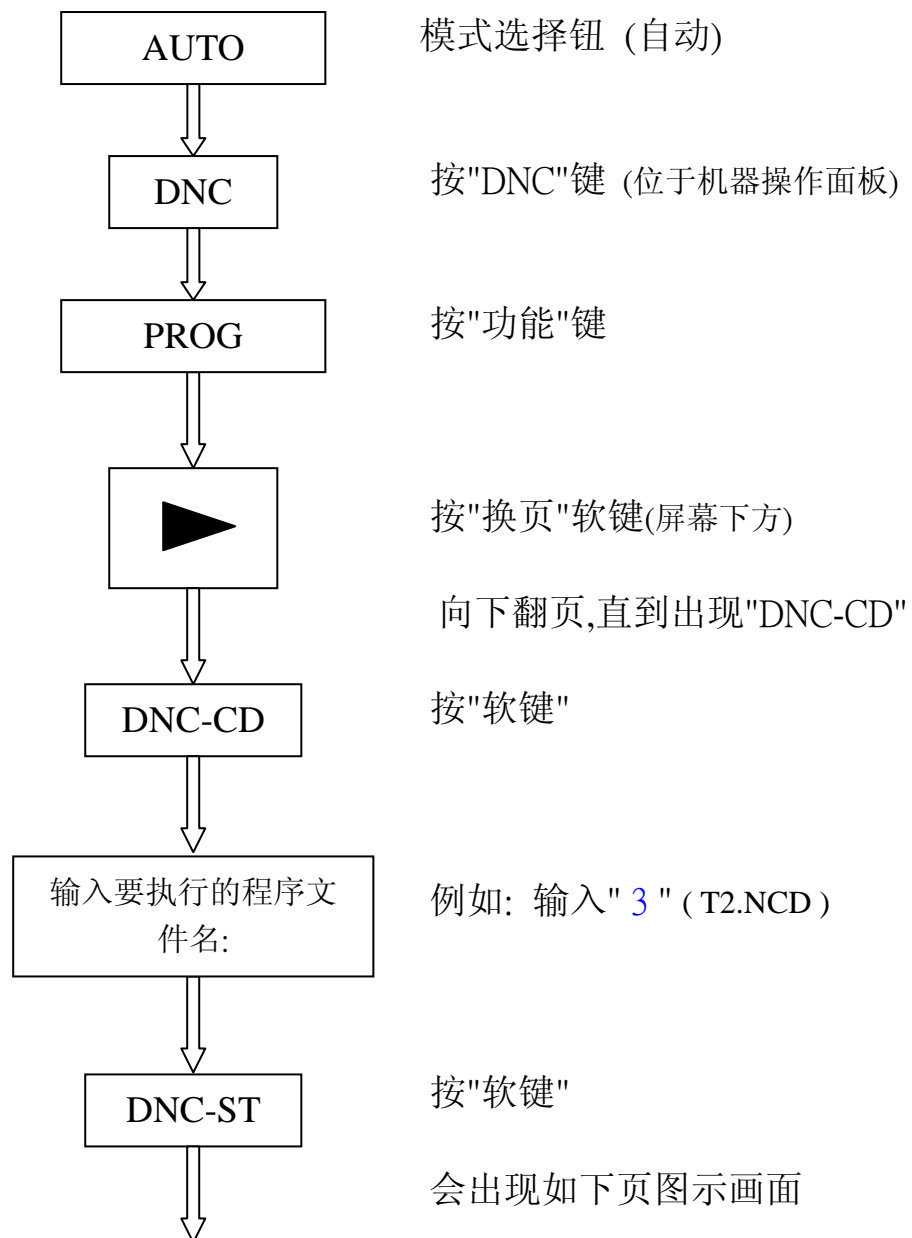 AUTO
模式选择钮 (自动)
DNC
按"DNC"键 (位于机器操作面板)
PROG
按"功能"键
按"换页"软键(屏幕下方)
向下翻页,直到出现"DNC-CD"
DNC-CD
按"软键"
输入要执行的程序文
件名:
例如: 输入" 3 " ( T2.NCD )
DNC-ST
按"软键"
会出现如下页图示画面